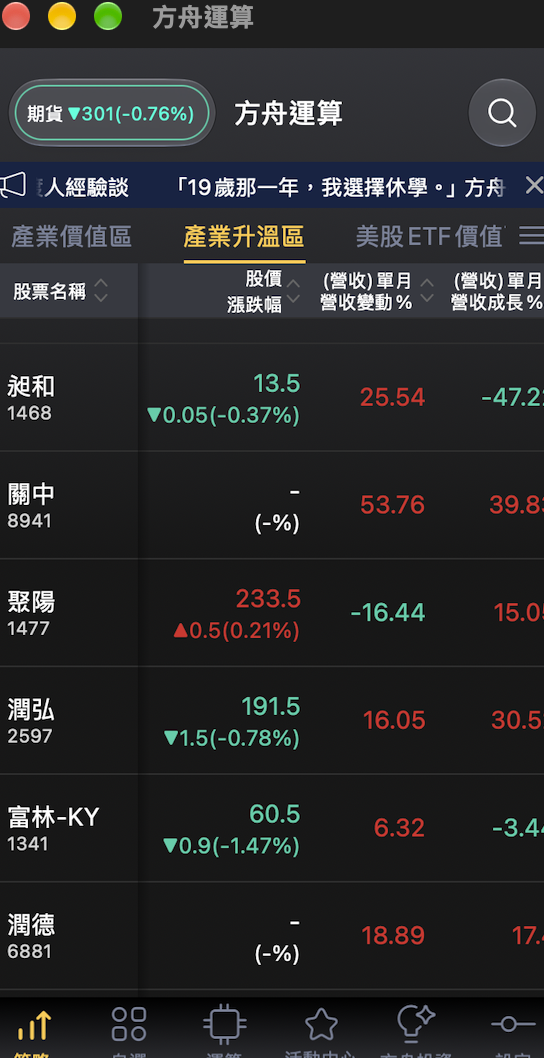 方舟運算
期貨▼301(-0.76%)
方舟運算
人經驗談 「19歲那一年，我選擇休學。」方舟
產業價值區 產業升溫區 美股ETF價值
股票名稱 股價 漲跌幅 (營收)單月 營收變動% (營收)單月 營收成長%
昶和 13.5 25.54 -47.2
1468 ▼0.05(-0.37%)
關中 - 53.76 39.8
8941 (-%)
聚陽 233.5 -16.44 15.0
1477 ▲0.5(0.21%)
潤弘 191.5 16.05 30.5
2597 ▼1.5(-0.78%)
富林-KY 60.5 6.32 -3.4
1341 ▼0.9(-1.47%)
潤德 - 18.89 17.
6881 (-%)